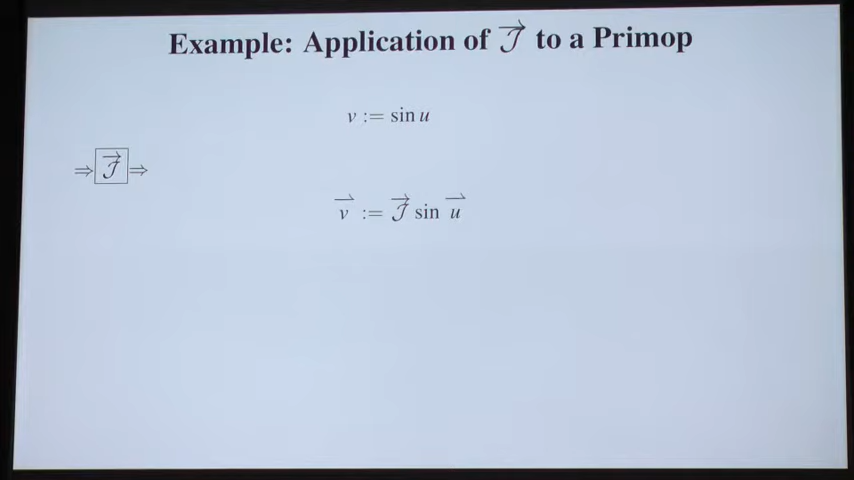 Example: Application of 𝒥⃗ to a Primop
v := sin u
⇒ 𝒥⃗ ⇒
v⇀ := 𝒥⃗ sin u⇀